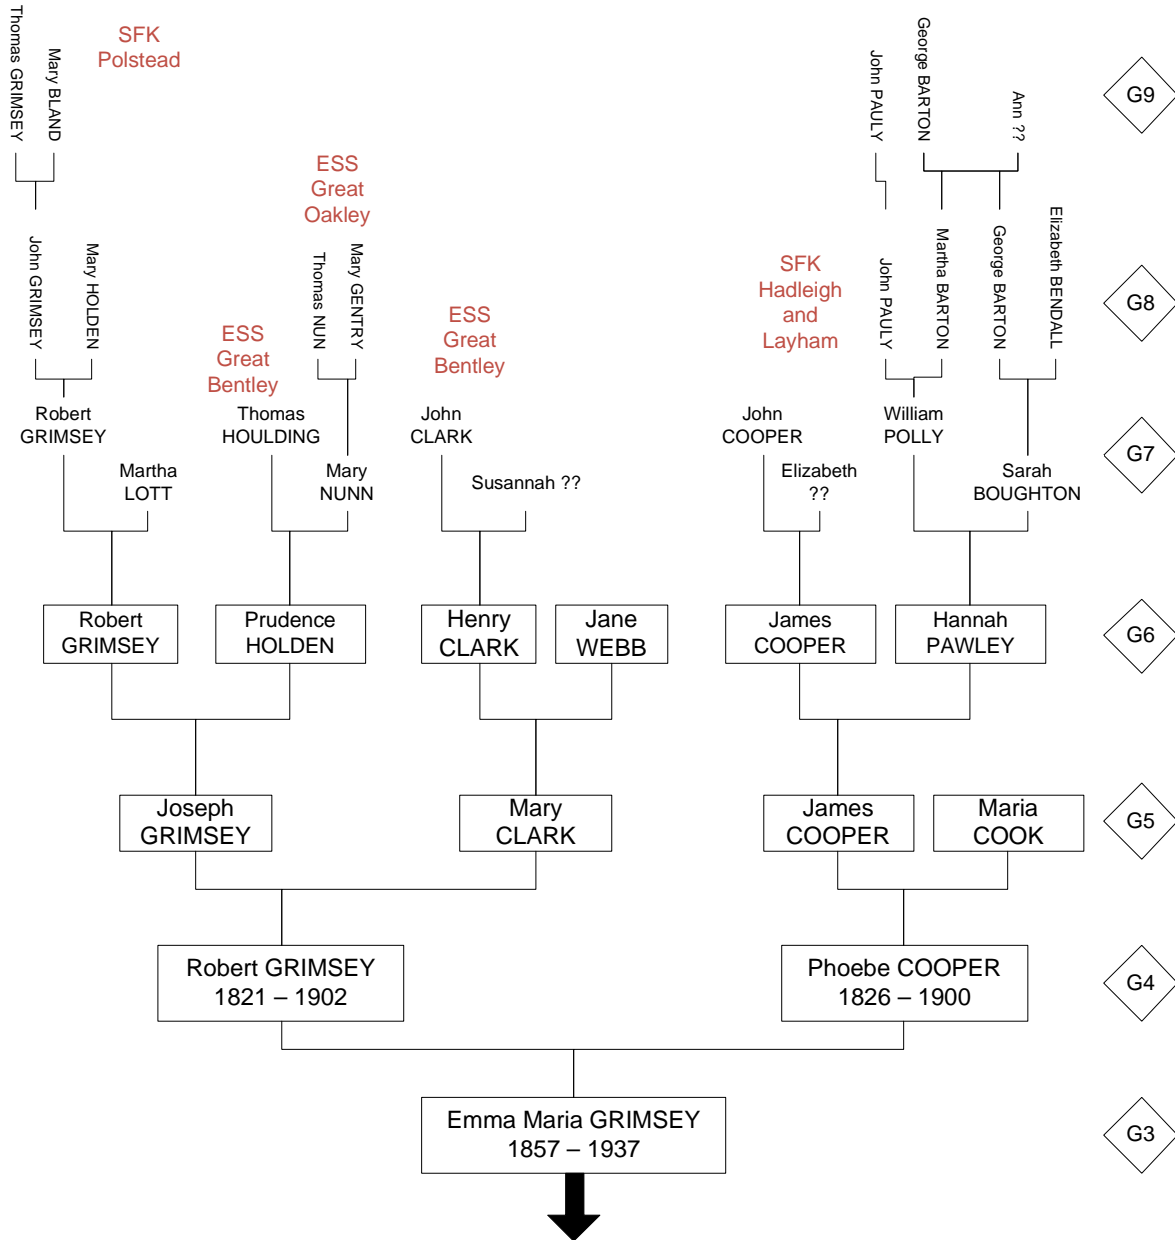 Thomas GRIMSEY
Mary BLAND
SFK
Polstead
John PAULY
George BARTON
Ann ??
G9
ESS
Great
Oakley
John GRIMSEY
Mary HOLDEN
Thomas NUN
Mary GENTRY
ESS
Great
Bentley
ESS
Great
Bentley
SFK
Hadleigh
and
Layham
John PAULY
Martha BARTON
George BARTON
Elizabeth BENDALL
G8
Robert
GRIMSEY
Martha
LOTT
Thomas
HOULDING
Mary
NUNN
John
CLARK
Susannah ??
John
COOPER
Elizabeth
??
William
POLLY
Sarah
BOUGHTON
G7
Robert
GRIMSEY
Prudence
HOLDEN
Henry
CLARK
Jane
WEBB
James
COOPER
Hannah
PAWLEY
G6
Joseph
GRIMSEY
Mary
CLARK
James
COOPER
Maria
COOK
G5
Robert GRIMSEY
1821 – 1902
Phoebe COOPER
1826 – 1900
G4
Emma Maria GRIMSEY
1857 – 1937
G3